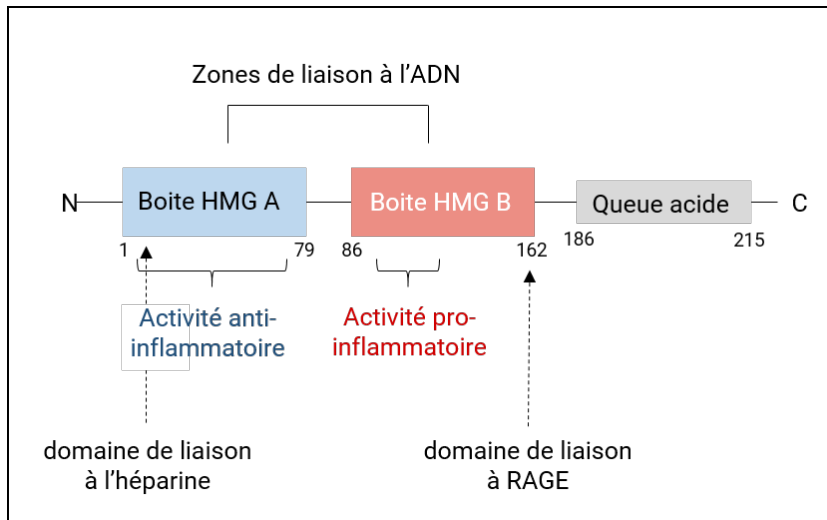 Zones de liaison à l’ADN
N
Boite HMG A
Boite HMG B
Queue acide
C
1
79
86
162
186
215
Activité anti-
inflammatoire
Activité pro-
inflammatoire
domaine de liaison
à l’héparine
domaine de liaison
à RAGE